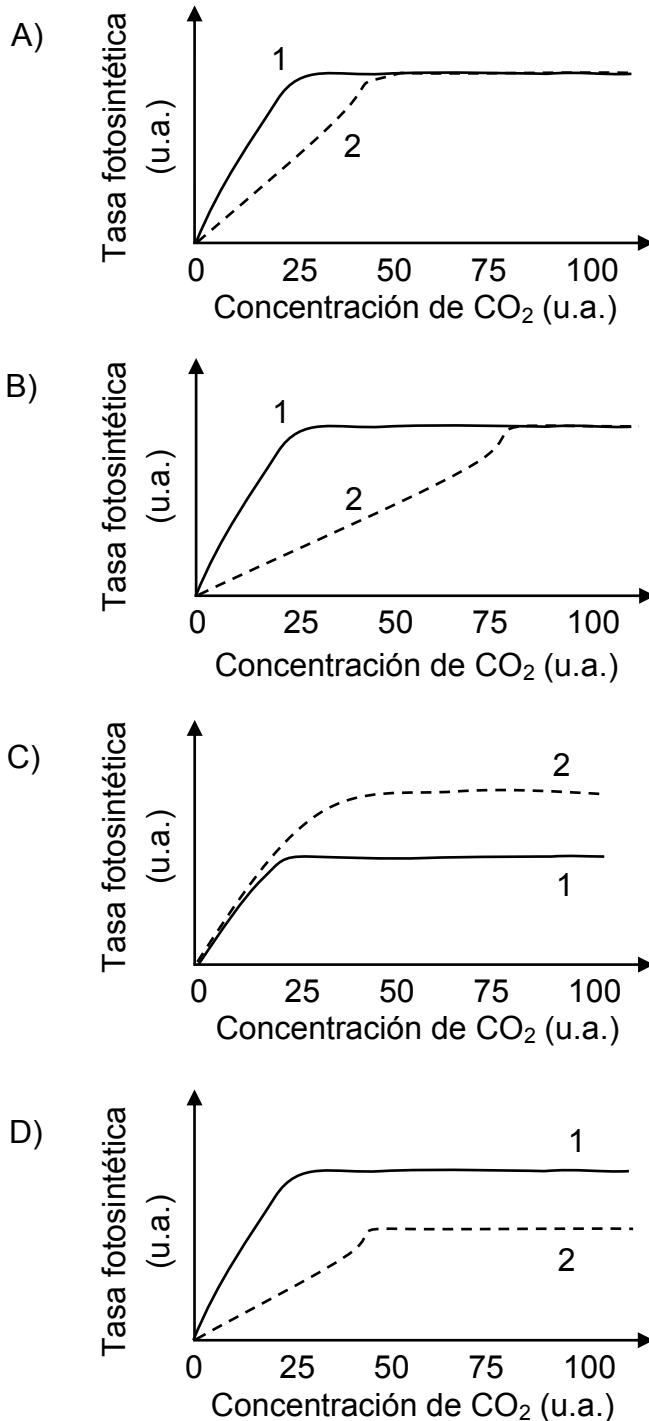 A)
Tasa fotosintética
(u.a.)
1
2
0 25 50 75 100
Concentración de CO₂ (u.a.)
B)
Tasa fotosintética
(u.a.)
1
2
0 25 50 75 100
Concentración de CO₂ (u.a.)
C)
Tasa fotosintética
(u.a.)
2
1
0 25 50 75 100
Concentración de CO₂ (u.a.)
D)
Tasa fotosintética
(u.a.)
1
2
0 25 50 75 100
Concentración de CO₂ (u.a.)